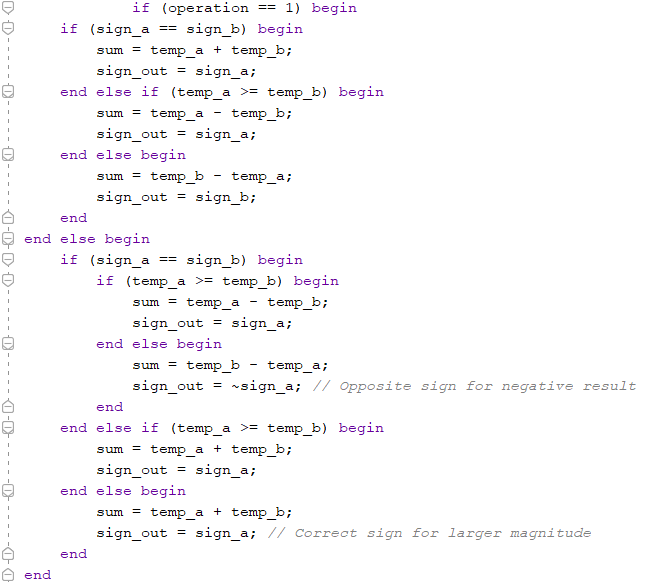 if (operation == 1) begin
if (sign_a == sign_b) begin
sum = temp_a + temp_b;
sign_out = sign_a;
end else if (temp_a >= temp_b) begin
sum = temp_a - temp_b;
sign_out = sign_a;
end else begin
sum = temp_b - temp_a;
sign_out = sign_b;
end
end else begin
if (sign_a == sign_b) begin
if (temp_a >= temp_b) begin
sum = temp_a - temp_b;
sign_out = sign_a;
end else begin
sum = temp_b - temp_a;
sign_out = ~sign_a; // Opposite sign for negative result
end
end else if (temp_a >= temp_b) begin
sum = temp_a + temp_b;
sign_out = sign_a;
end else begin
sum = temp_a + temp_b;
sign_out = sign_a; // Correct sign for larger magnitude
end
end